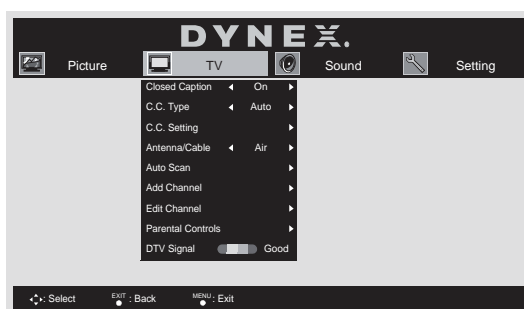 DYNEX.
Picture TV Sound Setting
Closed Caption On
C.C. Type Auto
C.C. Setting
Antenna/Cable Air
Auto Scan
Add Channel
Edit Channel
Parental Controls
DTV Signal Good
: Select EXIT : Back MENU : Exit